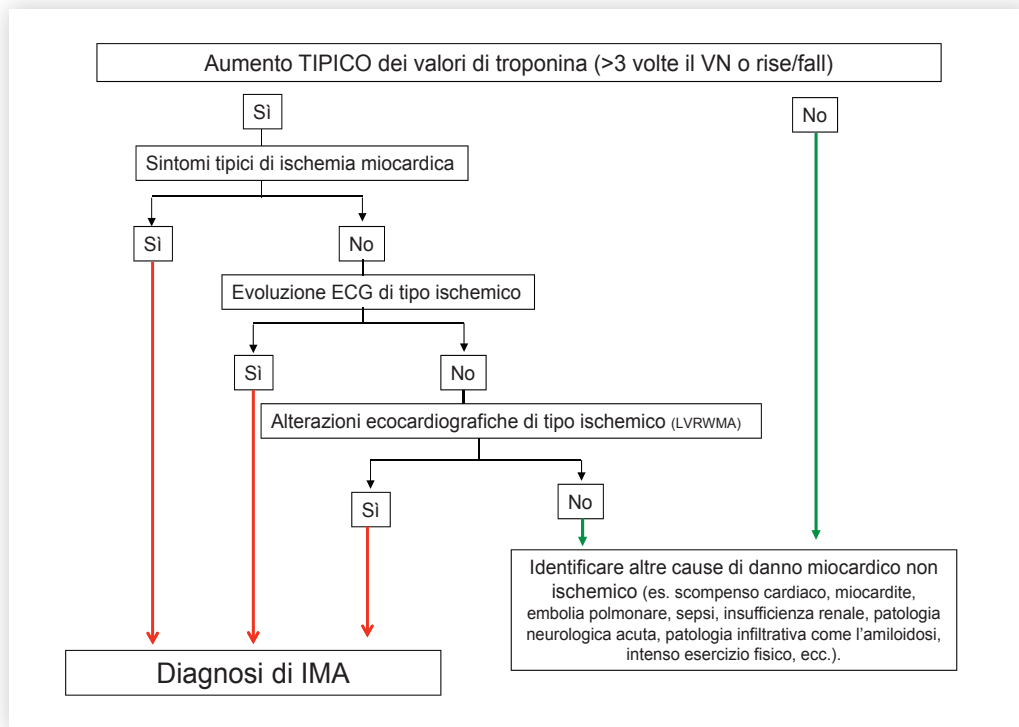 Aumento TIPICO dei valori di troponina (>3 volte il VN o rise/fall)
Sì
No
Sintomi tipici di ischemia miocardica
Sì
No
Evoluzione ECG di tipo ischemico
Sì
No
Alterazioni ecocardiografiche di tipo ischemico (LVRWMA)
Sì
No
Identificare altre cause di danno miocardico non
ischemico (es. scompenso cardiaco, miocardite,
embolia polmonare, sepsi, insufficienza renale, patologia
neurologica acuta, patologia infiltrativa come l'amiloidosi,
intenso esercizio fisico, ecc.).
Diagnosi di IMA